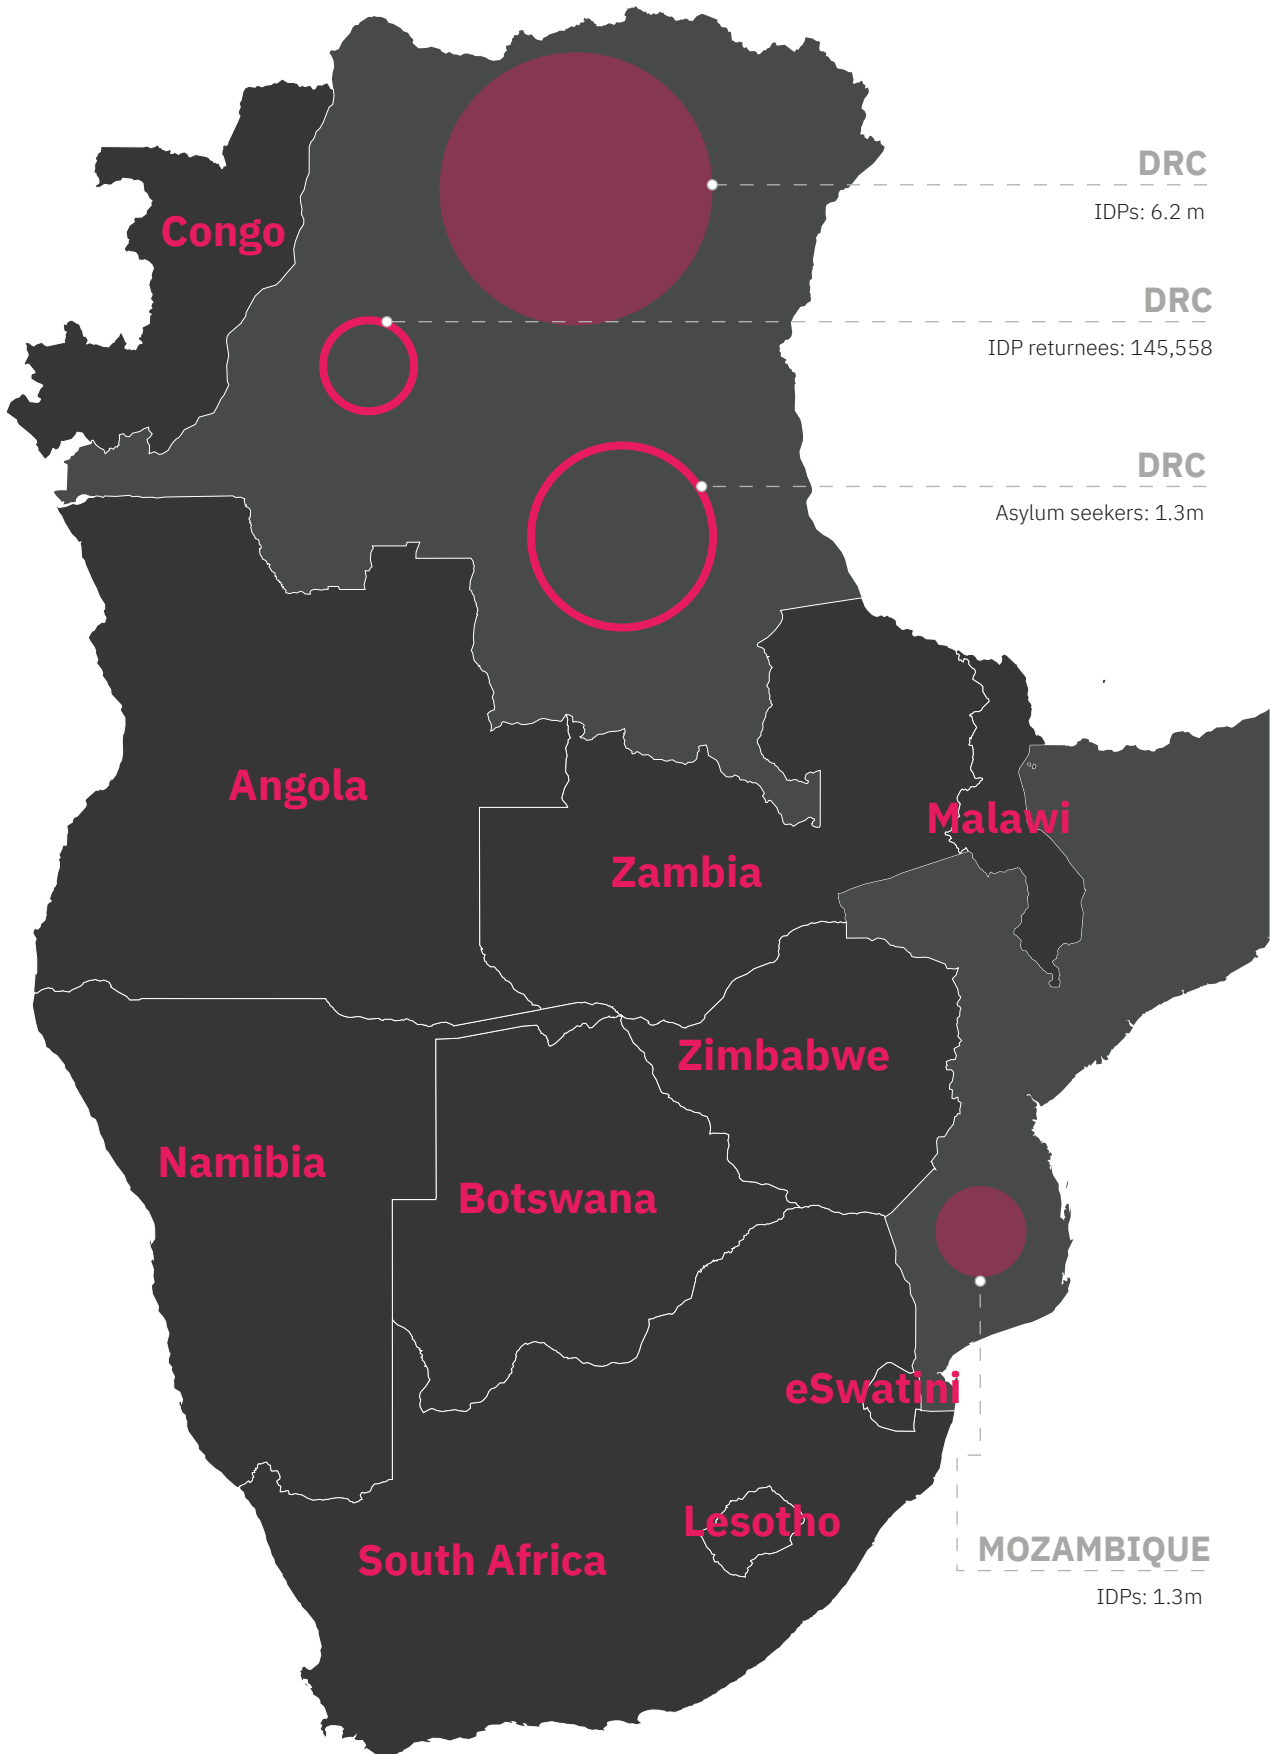 DRC
IDPs: 6.2 m
Congo
DRC
IDP returnees: 145,558
DRC
Asylum seekers: 1.3m
Angola
Malawi
Zambia
Zimbabwe
Namibia
Botswana
eSwatini
Lesotho
South Africa
MOZAMBIQUE
IDPs: 1.3m